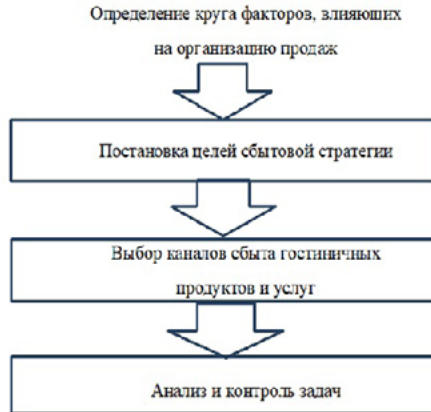 Определение круга факторов, влияюших
на организацию продаж
Постановка целей сбытовой стратегии
Выбор каналов сбыта гостиничных
продуктов и услуг
Анализ и контроль задач